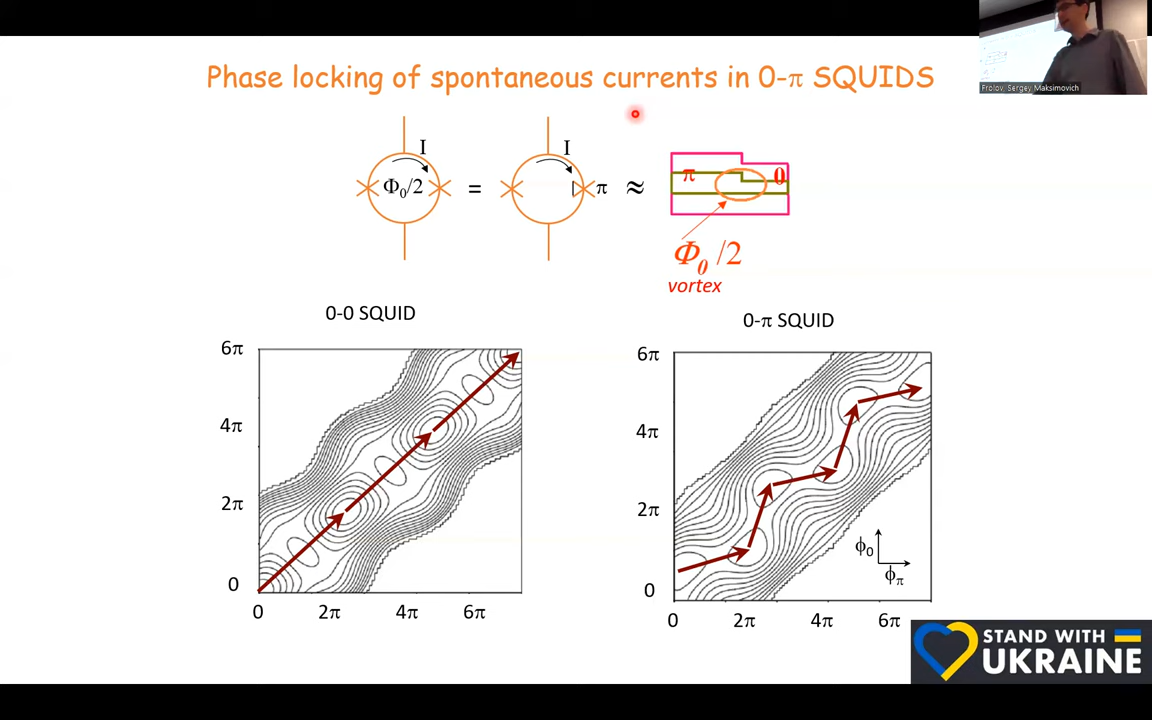 Frolov, Sergey Maksimovich
Phase locking of spontaneous currents in 0-π SQUIDS
I
Φ₀/2
=
I
π
≈
π
0
Φ₀ /2
vortex
0-0 SQUID
6π
4π
2π
0
0
2π
4π
6π
0-π SQUID
6π
4π
2π
0
ϕ₀
ϕπ
0
2π
4π
6π
STAND WITH
UKRAINE